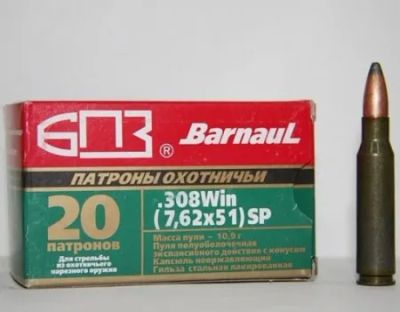 БПЗ ® BarnauL
ПАТРОНЫ ОХОТНИЧЬИ
20
патронов
Для стрельбы
из охотничьего
нарезного оружия
.308Win
(7,62x51)SP
Масса пули – 10,9 г
Пуля полуоболочечная
экспансивного действия с конусом
Капсюль неоржавляющий
Гильза стальная лакированная